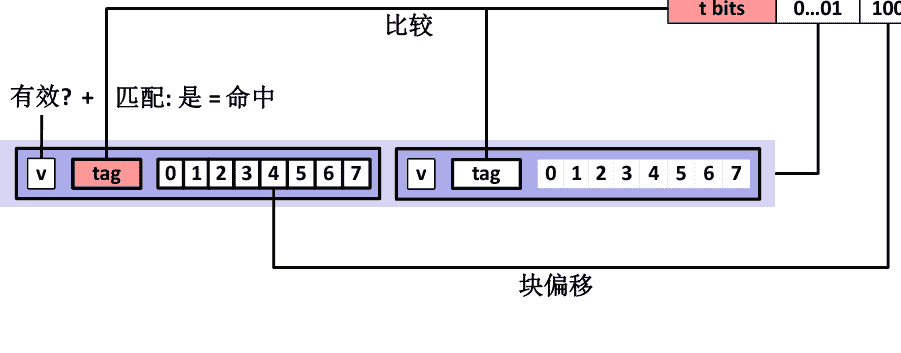 t bits 0...01 100
比较
有效? + 匹配: 是 = 命中
v tag 0 1 2 3 4 5 6 7 v tag 0 1 2 3 4 5 6 7
块偏移